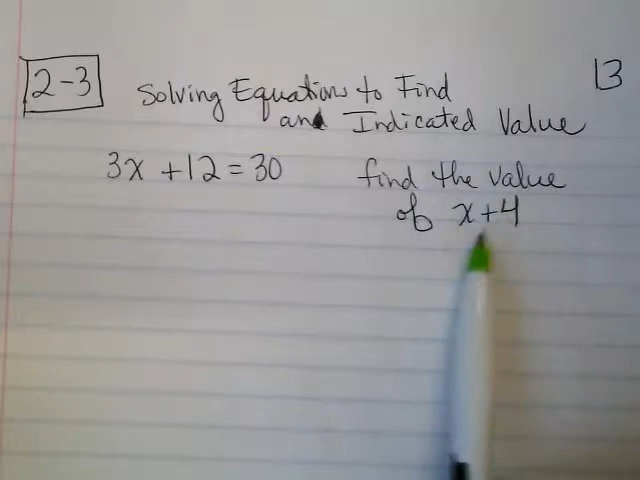 2-3
Solving Equations to Find
an Indicated Value
13
3x + 12 = 30
find the value
of x+4